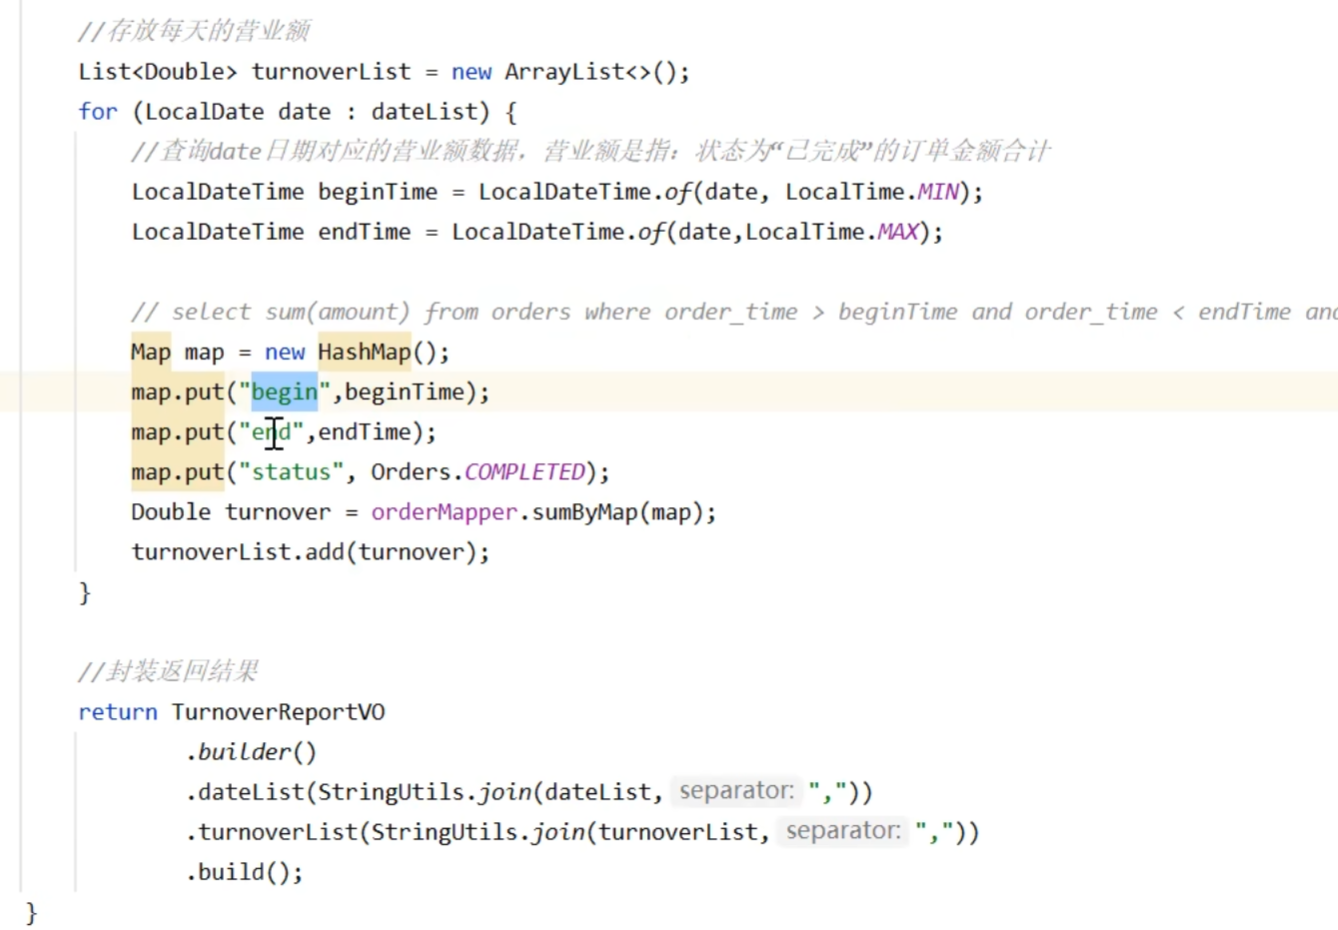 //存放每天的营业额
List<Double> turnoverList = new ArrayList<>();
for (LocalDate date : dateList) {
//查询date日期对应的营业额数据，营业额是指：状态为“已完成”的订单金额合计
LocalDateTime beginTime = LocalDateTime.of(date, LocalTime.MIN);
LocalDateTime endTime = LocalDateTime.of(date,LocalTime.MAX);
// select sum(amount) from orders where order_time > beginTime and order_time < endTime and
Map map = new HashMap();
map.put("begin",beginTime);
map.put("end",endTime);
map.put("status", Orders.COMPLETED);
Double turnover = orderMapper.sumByMap(map);
turnoverList.add(turnover);
}
//封装返回结果
return TurnoverReportVO
.builder()
.dateList(StringUtils.join(dateList, separator: ","))
.turnoverList(StringUtils.join(turnoverList, separator: ","))
.build();
}